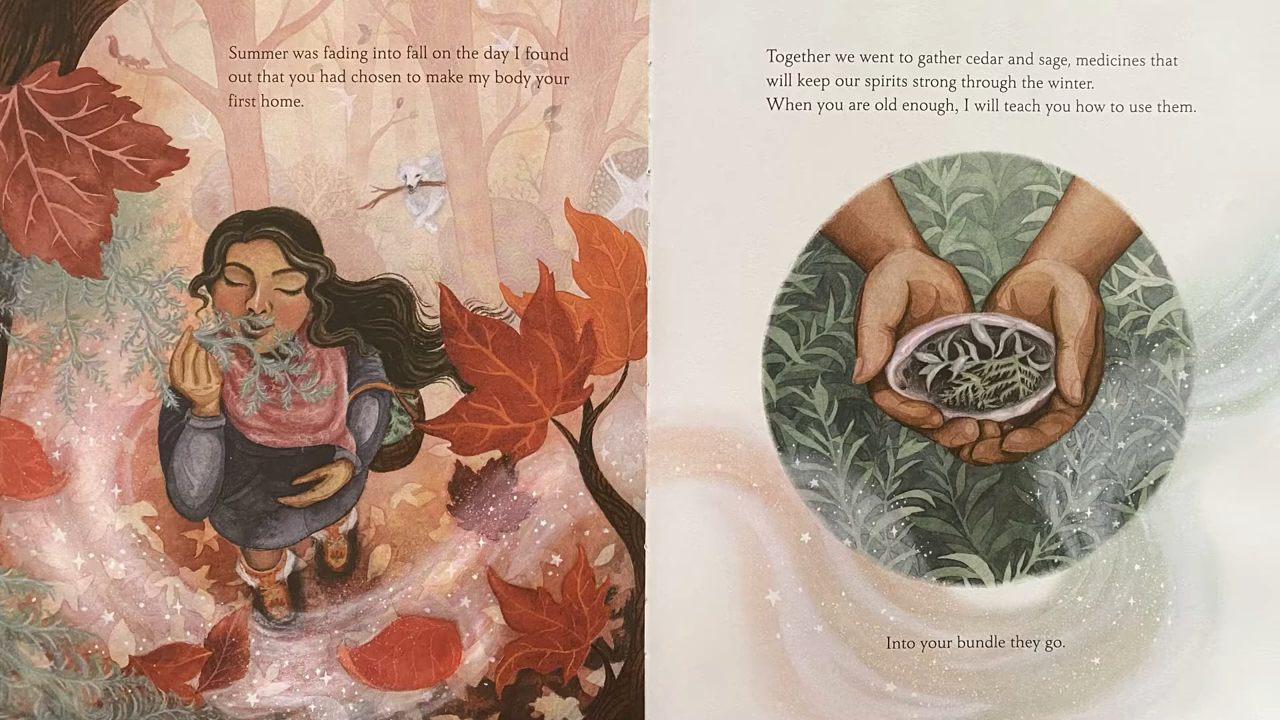 Summer was fading into fall on the day I found
out that you had chosen to make my body your
first home.
Together we went to gather cedar and sage, medicines that
will keep our spirits strong through the winter.
When you are old enough, I will teach you how to use them.
Into your bundle they go.